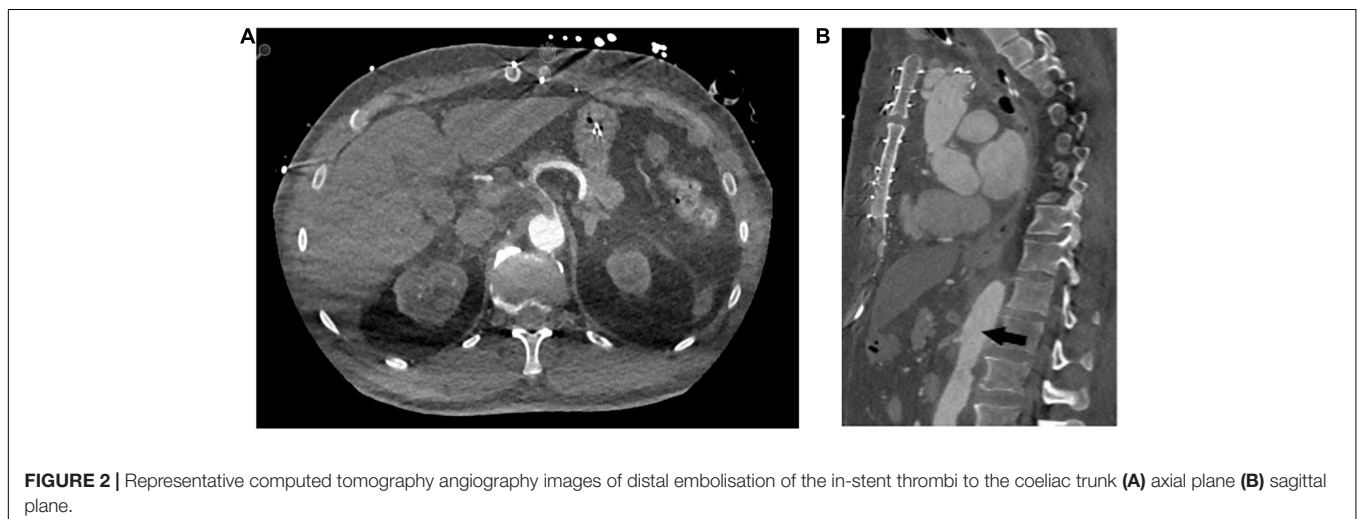 A
B
FIGURE 2 | Representative computed tomography angiography images of distal embolisation of the in-stent thrombi to the coeliac trunk (A) axial plane (B) sagittal
plane.